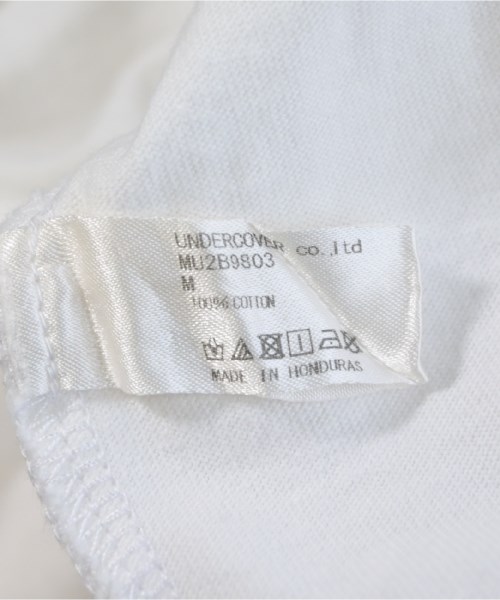 UNDERCOVER co.,ltd
MU2B9803
M
100% COTTON
MADE IN HONDURAS